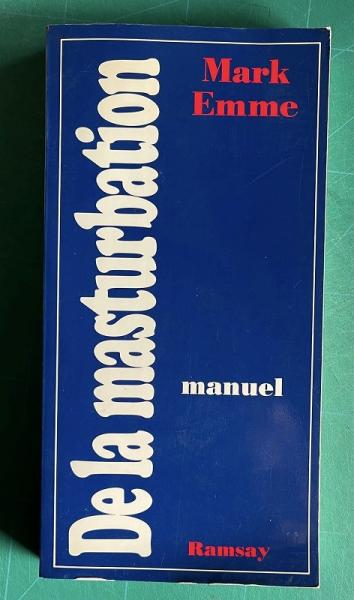 De la masturbation
Mark
Emme
manuel
Ramsay